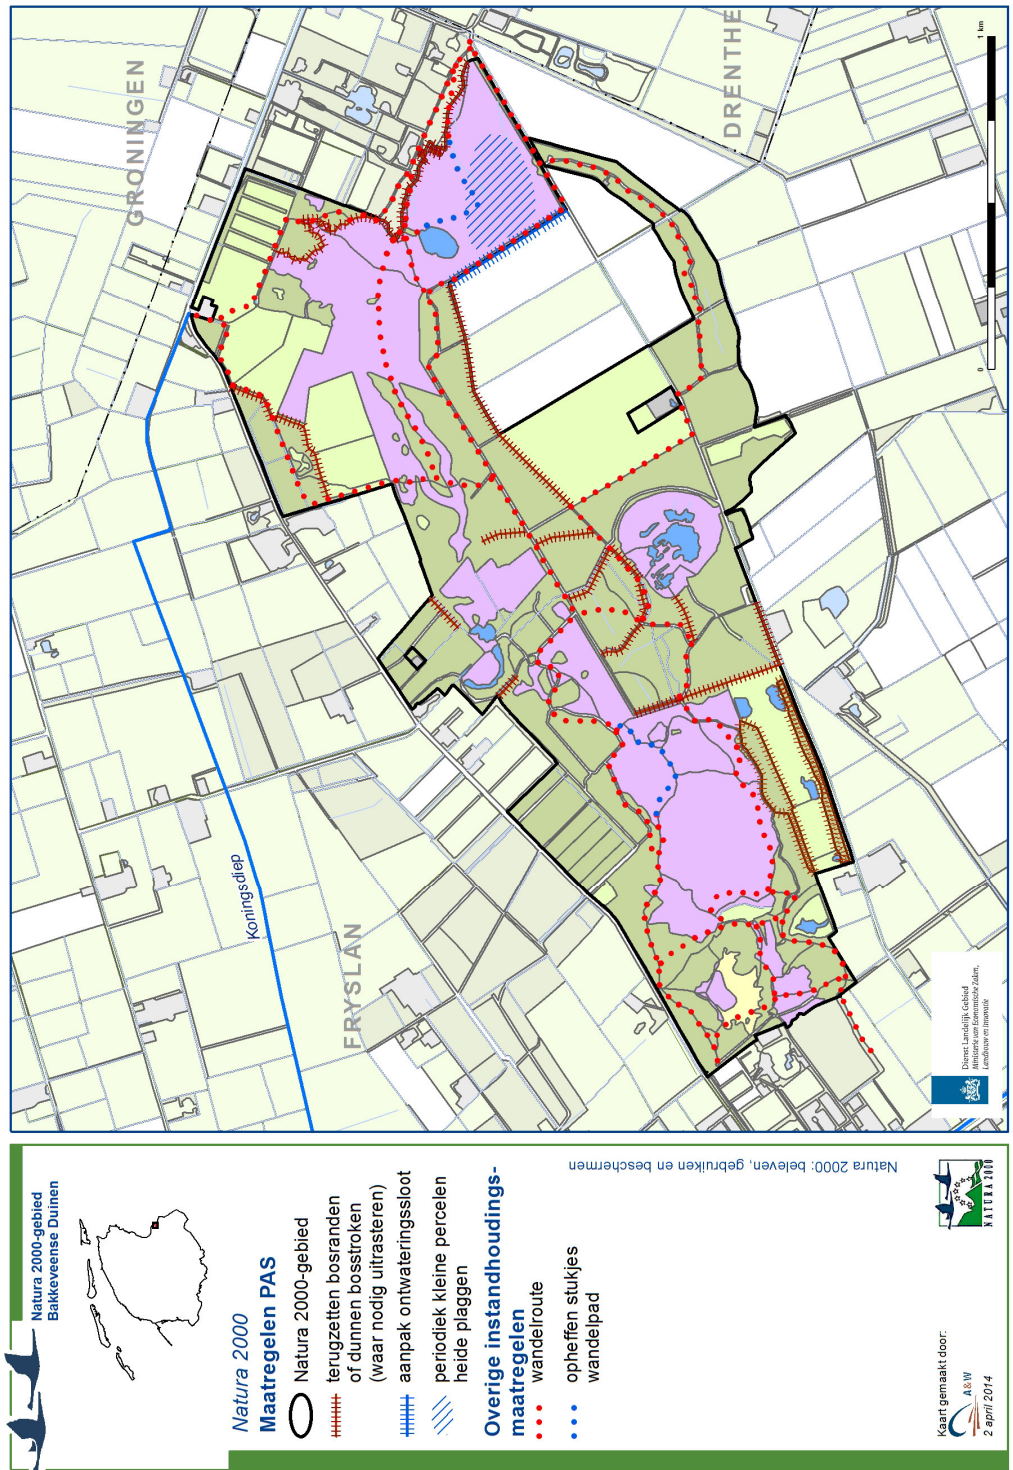 Natura 2000-gebied
Bakkeveense Duinen
Natura 2000
Maatregelen PAS
Natura 2000-gebied
terugzetten bosranden
of dunnen bosstroken
(waar nodig uitrasteren)
aanpak ontwateringssloot
periodiek kleine percelen
heide plaggen
Overige instandhoudings-
maatregelen
wandelroute
opheffen stukjes
wandelpad
Natura 2000: beleven, gebruiken en beschermen
Kaart gemaakt door:
A&W
2 april 2014
NATURA 2000
GRONINGEN
DRENTHE
FRYSLAN
Koningsdiep
0
1 km
Dienst Landelijk Gebied
Ministerie van Economische Zaken,
Landbouw en Innovatie